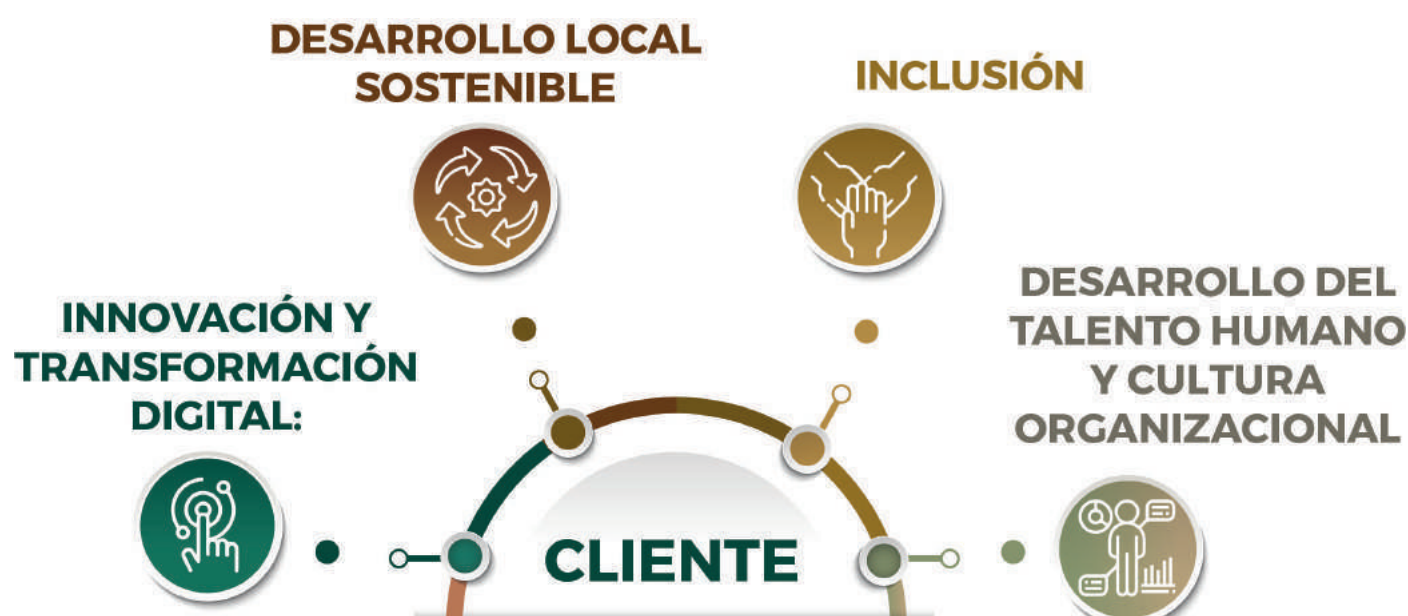 DESARROLLO LOCAL
SOSTENIBLE
INCLUSIÓN
INNOVACIÓN Y
TRANSFORMACIÓN
DIGITAL:
DESARROLLO DEL
TALENTO HUMANO
Y CULTURA
ORGANIZACIONAL
CLIENTE